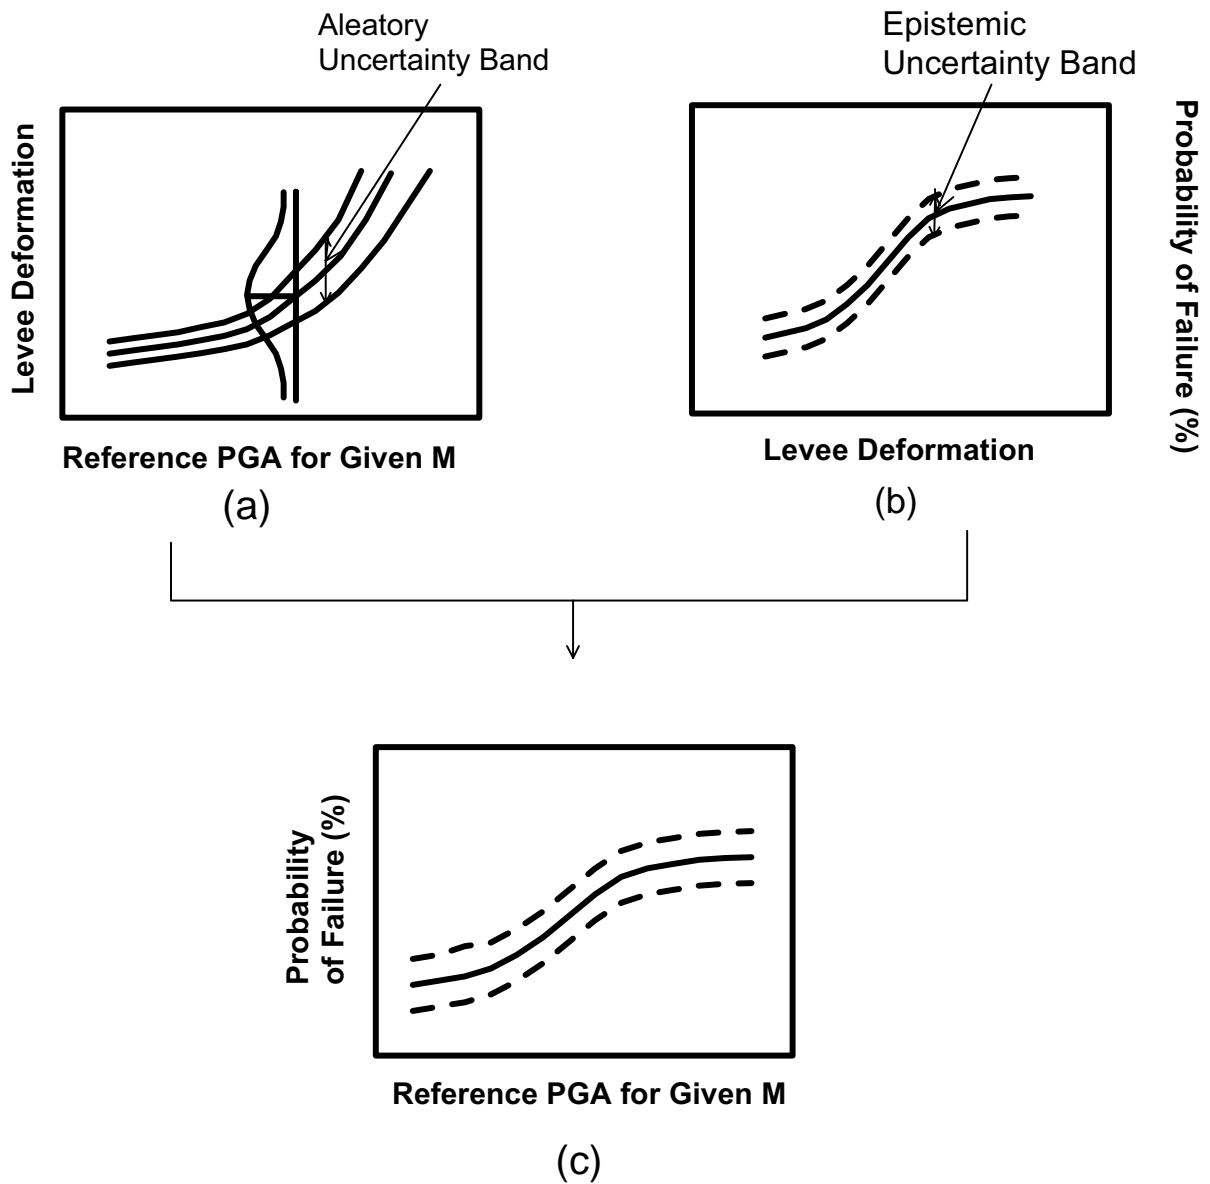 Aleatory
Uncertainty Band
Levee Deformation
Reference PGA for Given M
(a)
Epistemic
Uncertainty Band
Probability of Failure (%)
Levee Deformation
(b)
Probability
of Failure (%)
Reference PGA for Given M
(c)